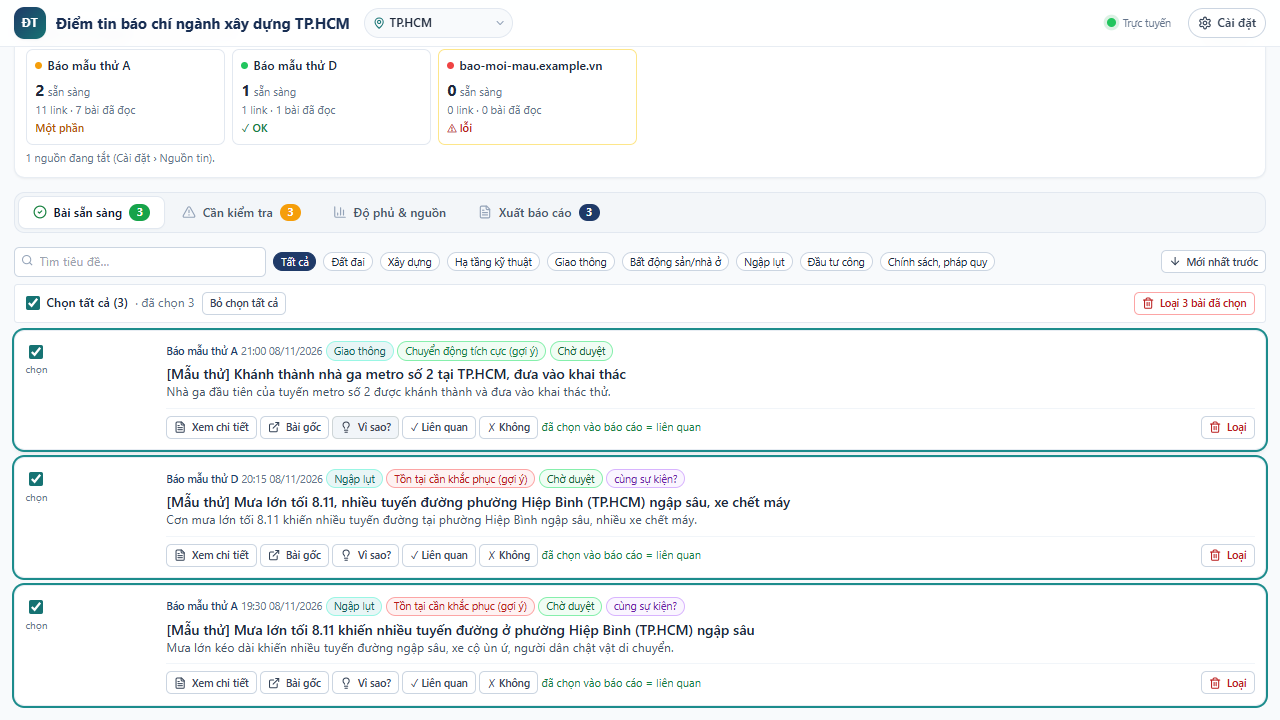 ĐT Điểm tin báo chí ngành xây dựng TP.HCM TP.HCM Trực tuyến Cài đặt
Báo mẫu thử A Báo mẫu thử D bao-moi-mau.example.vn
2 sẵn sàng 1 sẵn sàng 0 sẵn sàng
11 link · 7 bài đã đọc 1 link · 1 bài đã đọc 0 link · 0 bài đã đọc
Một phần ✓ OK ⚠ lỗi
1 nguồn đang tắt (Cài đặt › Nguồn tin).
Bài sẵn sàng 3 Cần kiểm tra 3 Độ phủ & nguồn Xuất báo cáo 3
Tìm tiêu đề... Tất cả Đất đai Xây dựng Hạ tầng kỹ thuật Giao thông Bất động sản/nhà ở Ngập lụt Đầu tư công Chính sách, pháp quy ↓ Mới nhất trước
Chọn tất cả (3) · đã chọn 3 Bỏ chọn tất cả Loại 3 bài đã chọn
Báo mẫu thử A 21:00 08/11/2026 Giao thông Chuyển động tích cực (gợi ý) Chờ duyệt
chọn
[Mẫu thử] Khánh thành nhà ga metro số 2 tại TP.HCM, đưa vào khai thác
Nhà ga đầu tiên của tuyến metro số 2 được khánh thành và đưa vào khai thác thử.
Xem chi tiết Bài gốc Vì sao? ✓ Liên quan ✗ Không đã chọn vào báo cáo = liên quan Loại
Báo mẫu thử D 20:15 08/11/2026 Ngập lụt Tồn tại cần khắc phục (gợi ý) Chờ duyệt cùng sự kiện?
chọn
[Mẫu thử] Mưa lớn tối 8.11, nhiều tuyến đường phường Hiệp Bình (TP.HCM) ngập sâu, xe chết máy
Cơn mưa lớn tối 8.11 khiến nhiều tuyến đường tại phường Hiệp Bình ngập sâu, nhiều xe chết máy.
Xem chi tiết Bài gốc Vì sao? ✓ Liên quan ✗ Không đã chọn vào báo cáo = liên quan Loại
Báo mẫu thử A 19:30 08/11/2026 Ngập lụt Tồn tại cần khắc phục (gợi ý) Chờ duyệt cùng sự kiện?
chọn
[Mẫu thử] Mưa lớn tối 8.11 khiến nhiều tuyến đường ở phường Hiệp Bình (TP.HCM) ngập sâu
Mưa lớn kéo dài khiến nhiều tuyến đường ngập sâu, xe cộ ùn ứ, người dân chật vật di chuyển.
Xem chi tiết Bài gốc Vì sao? ✓ Liên quan ✗ Không đã chọn vào báo cáo = liên quan Loại